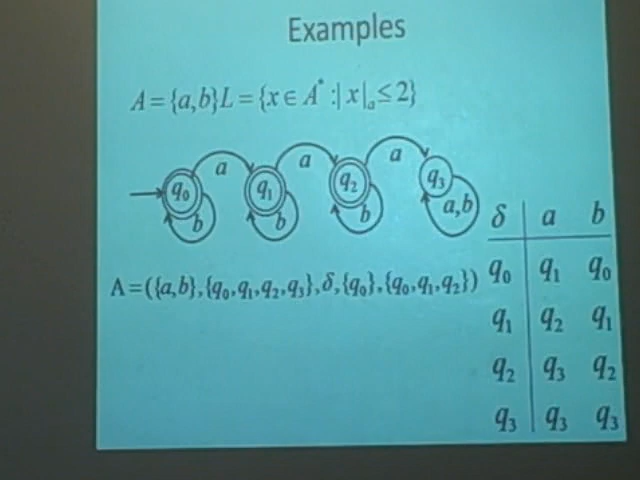 Examples
A={a,b}L={x∈A*:|x|ₐ≤2}
a a a
q₀ q₁ q₂ q₃
b b b a,b
A=({a,b},{q₀,q₁,q₂,q₃},δ,{q₀},{q₀,q₁,q₂})
δ a b
q₀ q₁ q₀
q₁ q₂ q₁
q₂ q₃ q₂
q₃ q₃ q₃